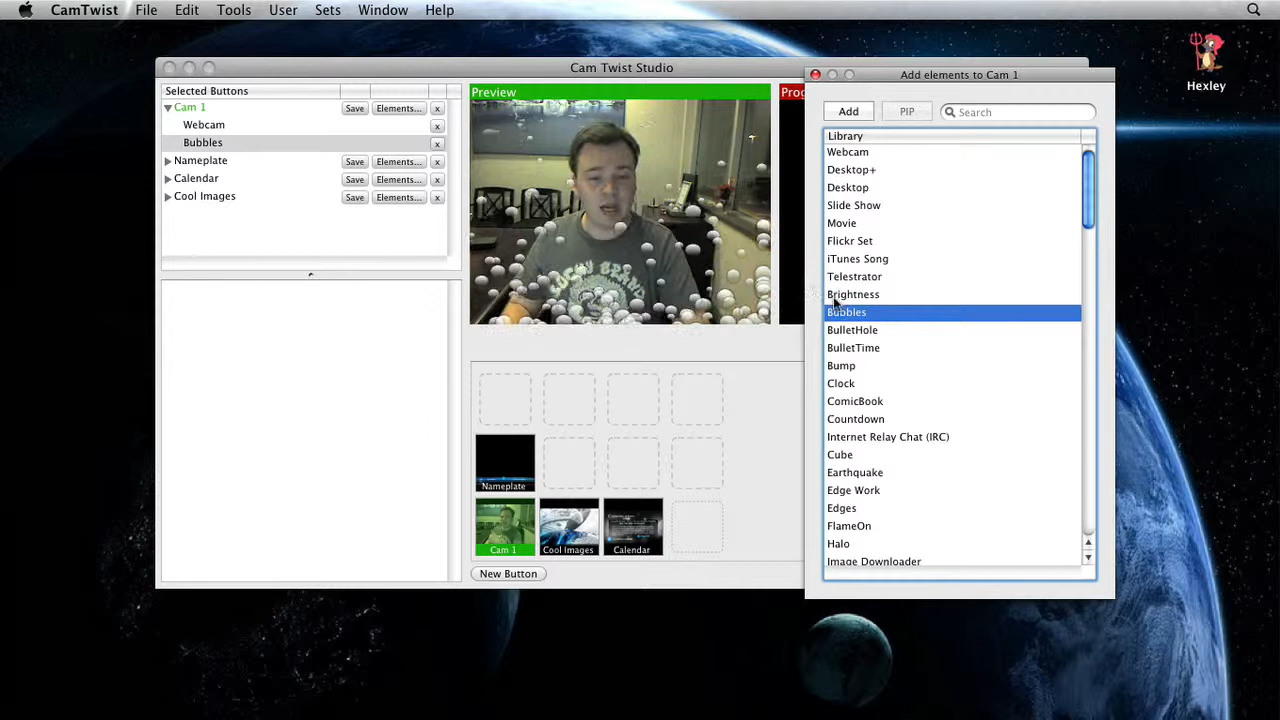 CamTwist File Edit Tools User Sets Window Help
Hexley
Cam Twist Studio
Selected Buttons
Cam 1 Save Elements... x
Webcam x
Bubbles x
Nameplate Save Elements... x
Calendar Save Elements... x
Cool Images Save Elements... x
Preview
LUCKY BRAND
Nameplate
Cam 1 Cool Images Calendar
New Button
Add elements to Cam 1
Add PIP Search
Library
Webcam
Desktop+
Desktop
Slide Show
Movie
Flickr Set
iTunes Song
Telestrator
Brightness
Bubbles
BulletHole
BulletTime
Bump
Clock
ComicBook
Countdown
Internet Relay Chat (IRC)
Cube
Earthquake
Edge Work
Edges
FlameOn
Halo
Image Downloader